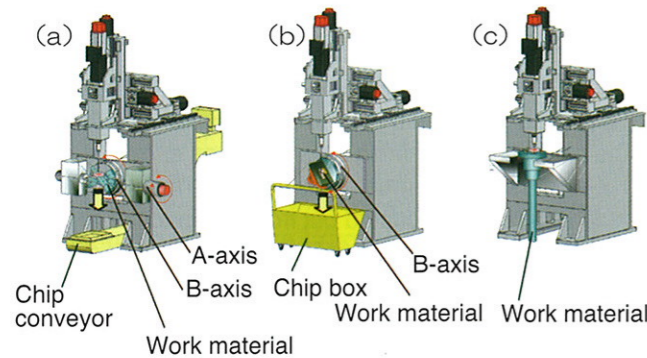 (a)
(b)
(c)
A-axis
B-axis
Chip
conveyor
Work material
B-axis
Chip box
Work material
Work material